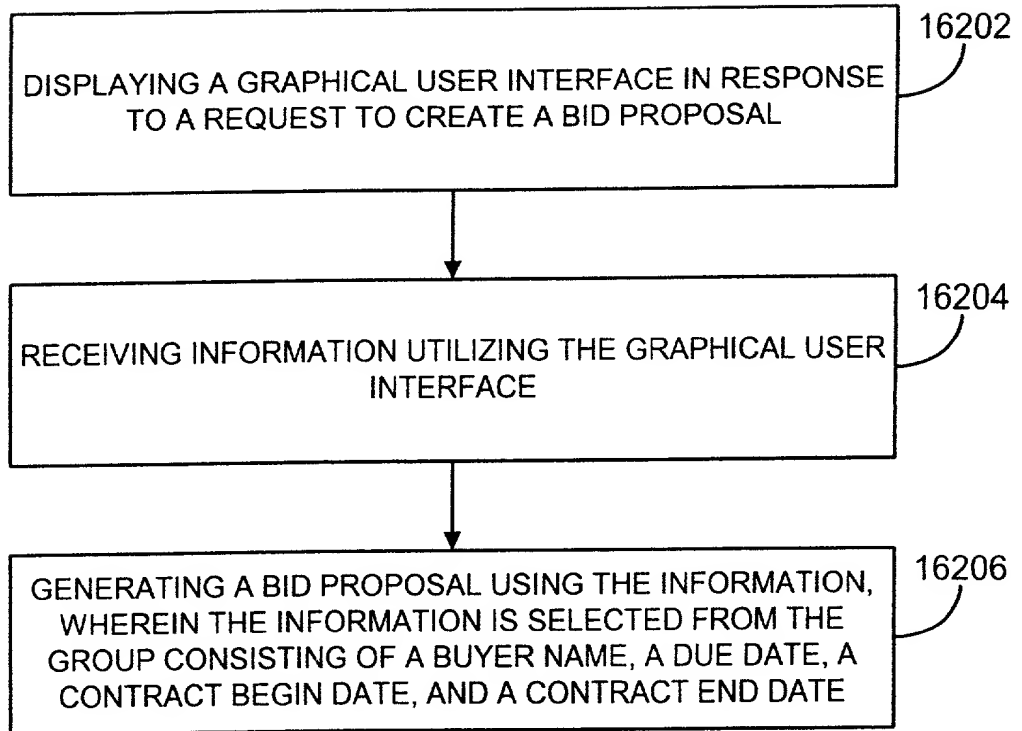 16202
DISPLAYING A GRAPHICAL USER INTERFACE IN RESPONSE
TO A REQUEST TO CREATE A BID PROPOSAL
16204
RECEIVING INFORMATION UTILIZING THE GRAPHICAL USER
INTERFACE
16206
GENERATING A BID PROPOSAL USING THE INFORMATION,
WHEREIN THE INFORMATION IS SELECTED FROM THE
GROUP CONSISTING OF A BUYER NAME, A DUE DATE, A
CONTRACT BEGIN DATE, AND A CONTRACT END DATE